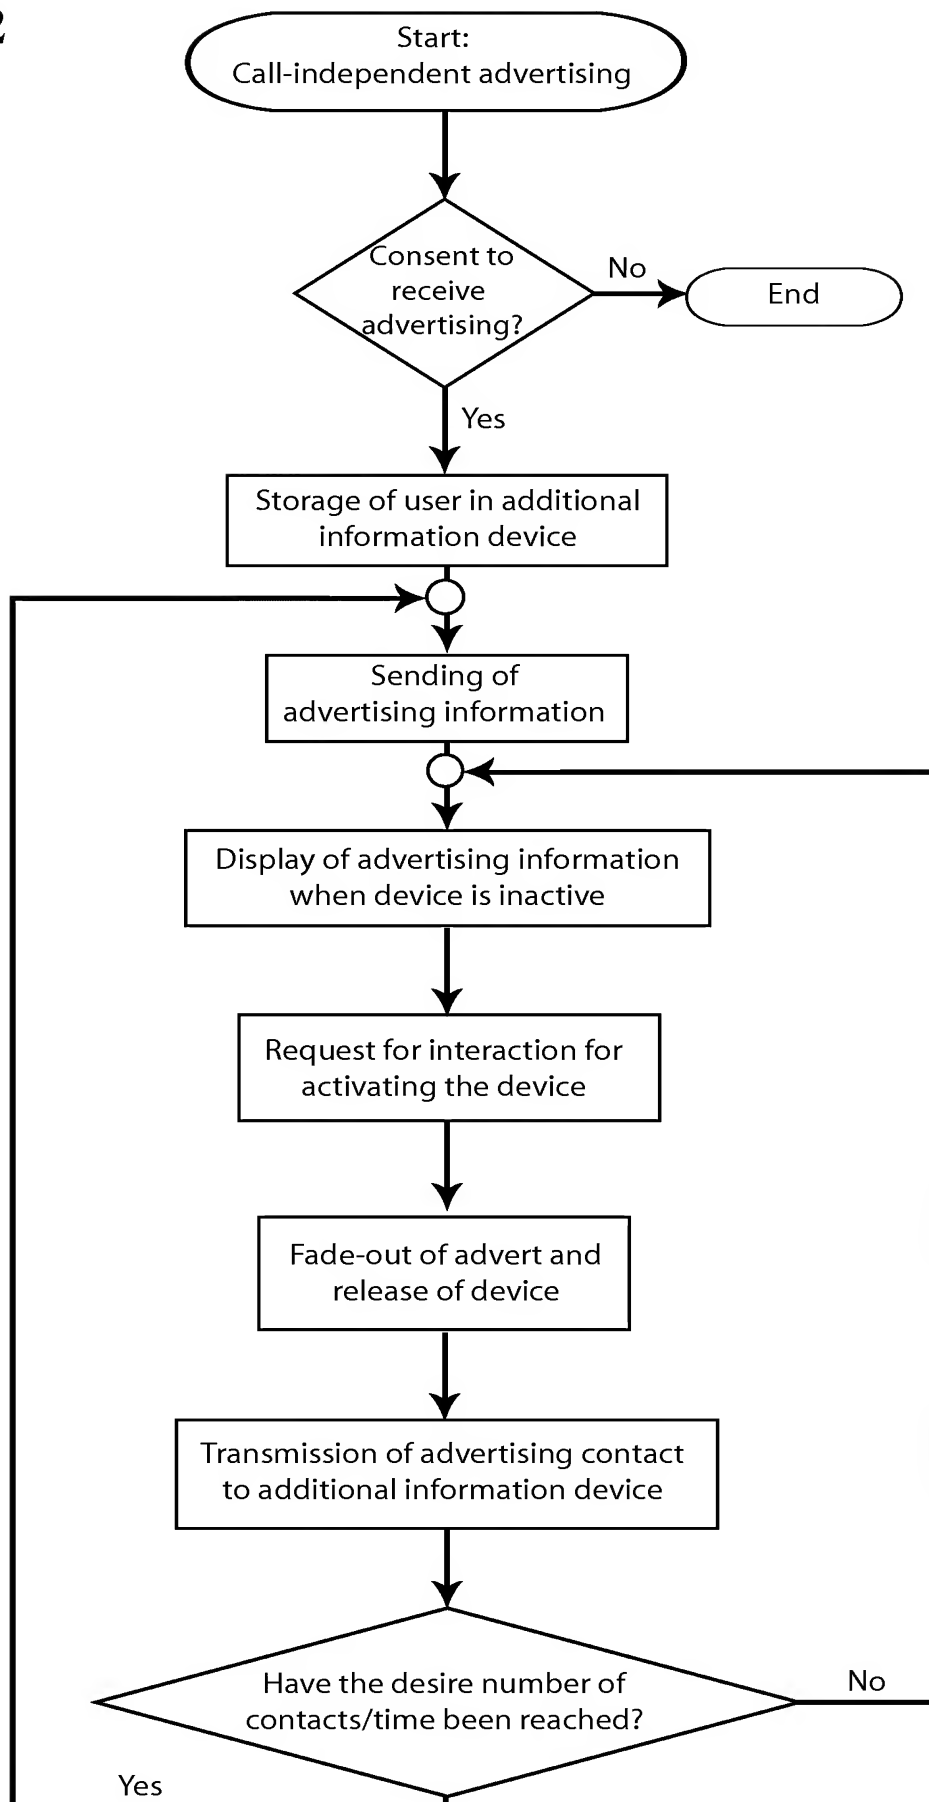 2
Start:
Call-independent advertising
Consent to
receive
advertising?
No
End
Yes
Storage of user in additional
information device
Sending of
advertising information
Display of advertising information
when device is inactive
Request for interaction for
activating the device
Fade-out of advert and
release of device
Transmission of advertising contact
to additional information device
Have the desire number of
contacts/time been reached?
No
Yes